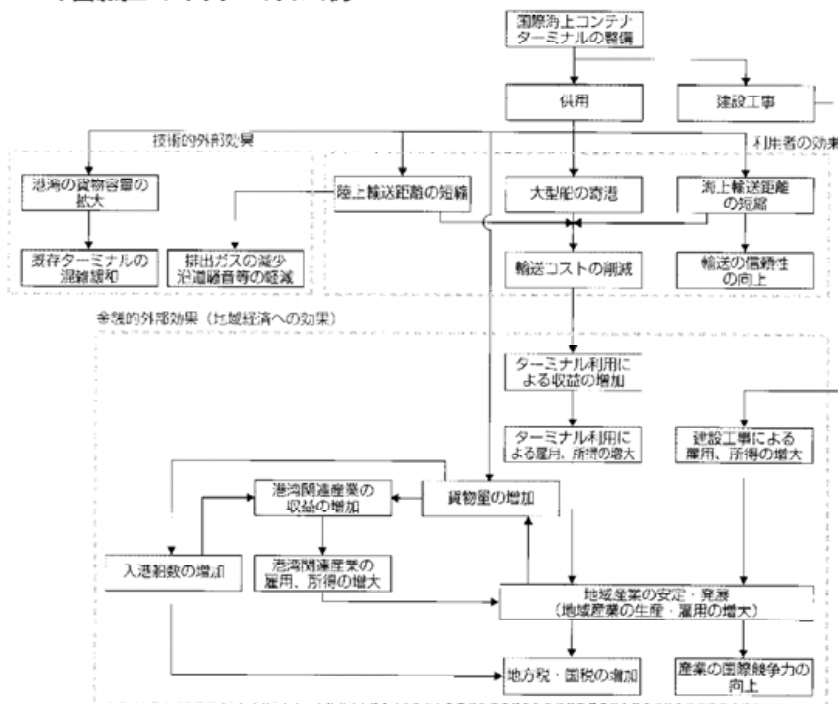 国際海上コンテナ
ターミナルの整備
供用
建設工事
技術的外部効果
利用者の効果
港湾の貨物容量の
拡大
陸上輸送距離の短縮
大型船の寄港
海上輸送距離
の短縮
既存ターミナルの
混雑緩和
排出ガスの減少
沿道騒音等の軽減
輸送コストの削減
輸送の信頼性
の向上
金銭的外部効果（地域経済への効果）
ターミナル利用に
よる収益の増加
ターミナル利用に
よる雇用、所得の増大
建設工事による
雇用、所得の増大
港湾関連産業の
収益の増加
貨物量の増加
入港船数の増加
港湾関連産業の
雇用、所得の増大
地域産業の安定・発展
（地域産業の生産・雇用の増大）
地方税・国税の増加
産業の国際競争力の
向上